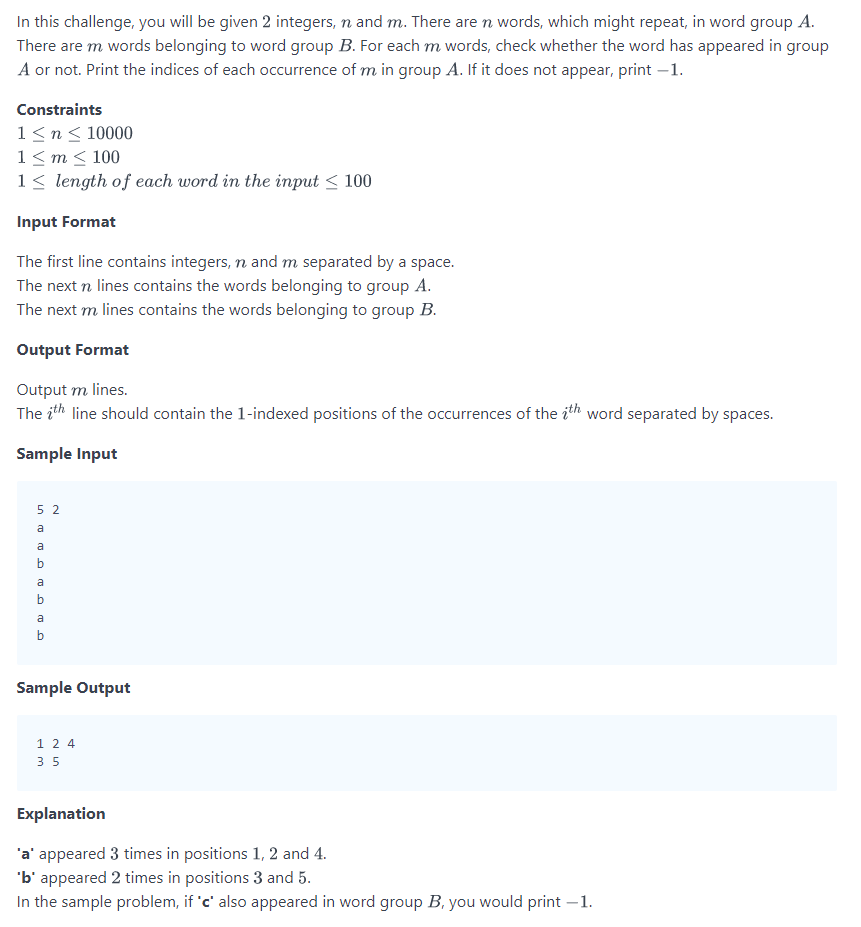 In this challenge, you will be given 2 integers, n and m. There are n words, which might repeat, in word group A.
There are m words belonging to word group B. For each m words, check whether the word has appeared in group
A or not. Print the indices of each occurrence of m in group A. If it does not appear, print −1.
Constraints
1 ≤ n ≤ 10000
1 ≤ m ≤ 100
1 ≤ length of each word in the input ≤ 100
Input Format
The first line contains integers, n and m separated by a space.
The next n lines contains the words belonging to group A.
The next m lines contains the words belonging to group B.
Output Format
Output m lines.
The iᵗʰ line should contain the 1-indexed positions of the occurrences of the iᵗʰ word separated by spaces.
Sample Input
5 2
a
a
b
a
b
a
b
Sample Output
1 2 4
3 5
Explanation
'a' appeared 3 times in positions 1, 2 and 4.
'b' appeared 2 times in positions 3 and 5.
In the sample problem, if 'c' also appeared in word group B, you would print −1.